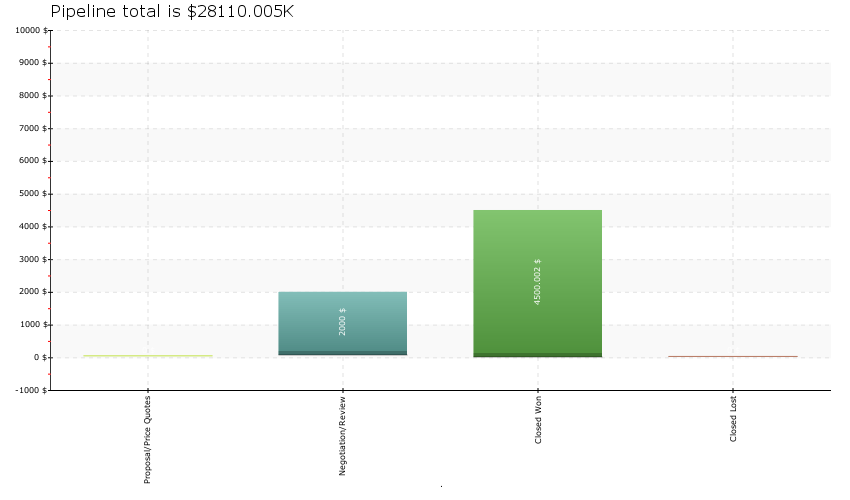 Pipeline total is $28110.005K
10000 $
9000 $
8000 $
7000 $
6000 $
5000 $
4000 $
3000 $
2000 $
1000 $
0 $
-1000 $
2000 $
4500.002 $
Proposal/Price Quotes
Negotiation/Review
Closed Won
Closed Lost